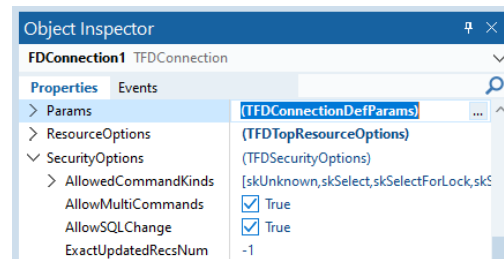 Object Inspector
FDConnection1 TFDConnection
Properties Events
Params (TFDConnectionDefParams) ...
ResourceOptions (TFDTopResourceOptions)
SecurityOptions (TFDSecurityOptions)
AllowedCommandKinds [skUnknown,skSelect,skSelectForLock,skS
AllowMultiCommands True
AllowSQLChange True
ExactUpdatedRecsNum -1